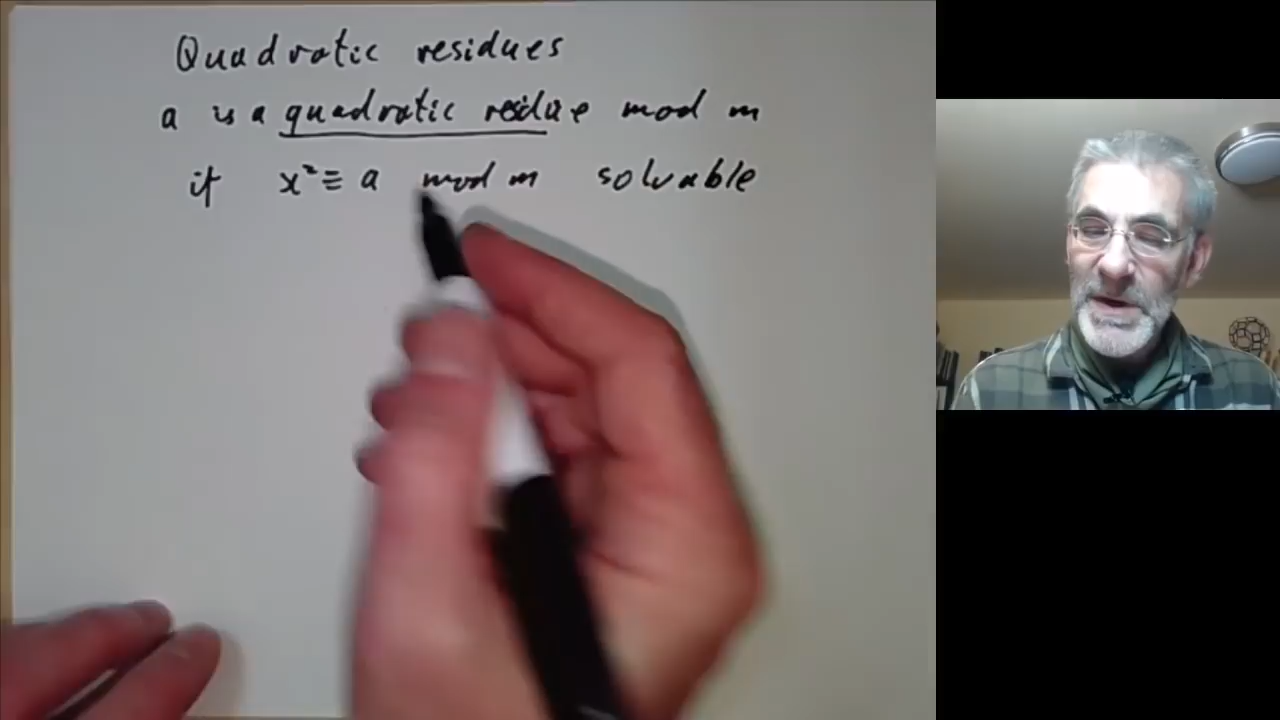 Quadratic residues
a is a quadratic residue mod m
if x² ≡ a mod m solvable